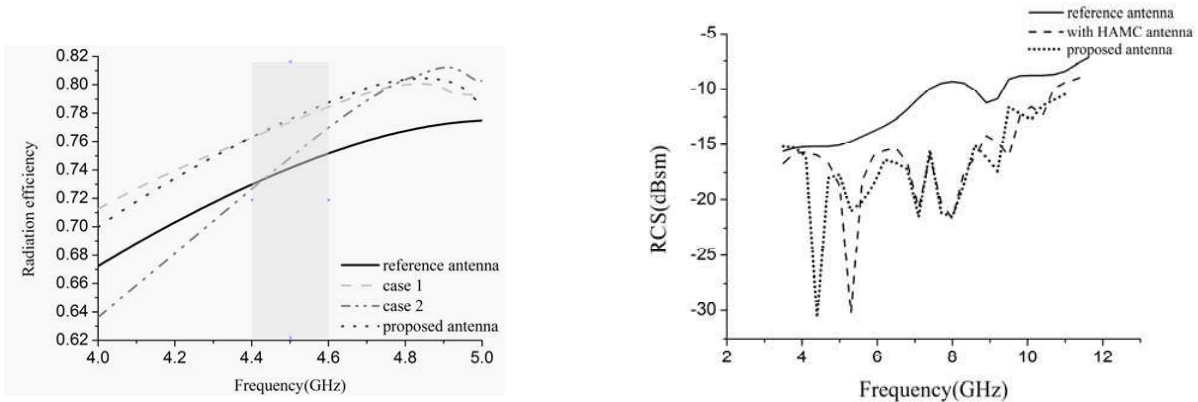 0.82
0.80
0.78
0.76
0.74
0.72
0.70
0.68
0.66
0.64
0.62
Radiation efficiency
reference antenna
case 1
case 2
proposed antenna
4.0 4.2 4.4 4.6 4.8 5.0
Frequency(GHz)
reference antenna
with HAMC antenna
proposed antenna
-5
-10
-15
-20
-25
-30
RCS(dBsm)
2 4 6 8 10 12
Frequency(GHz)